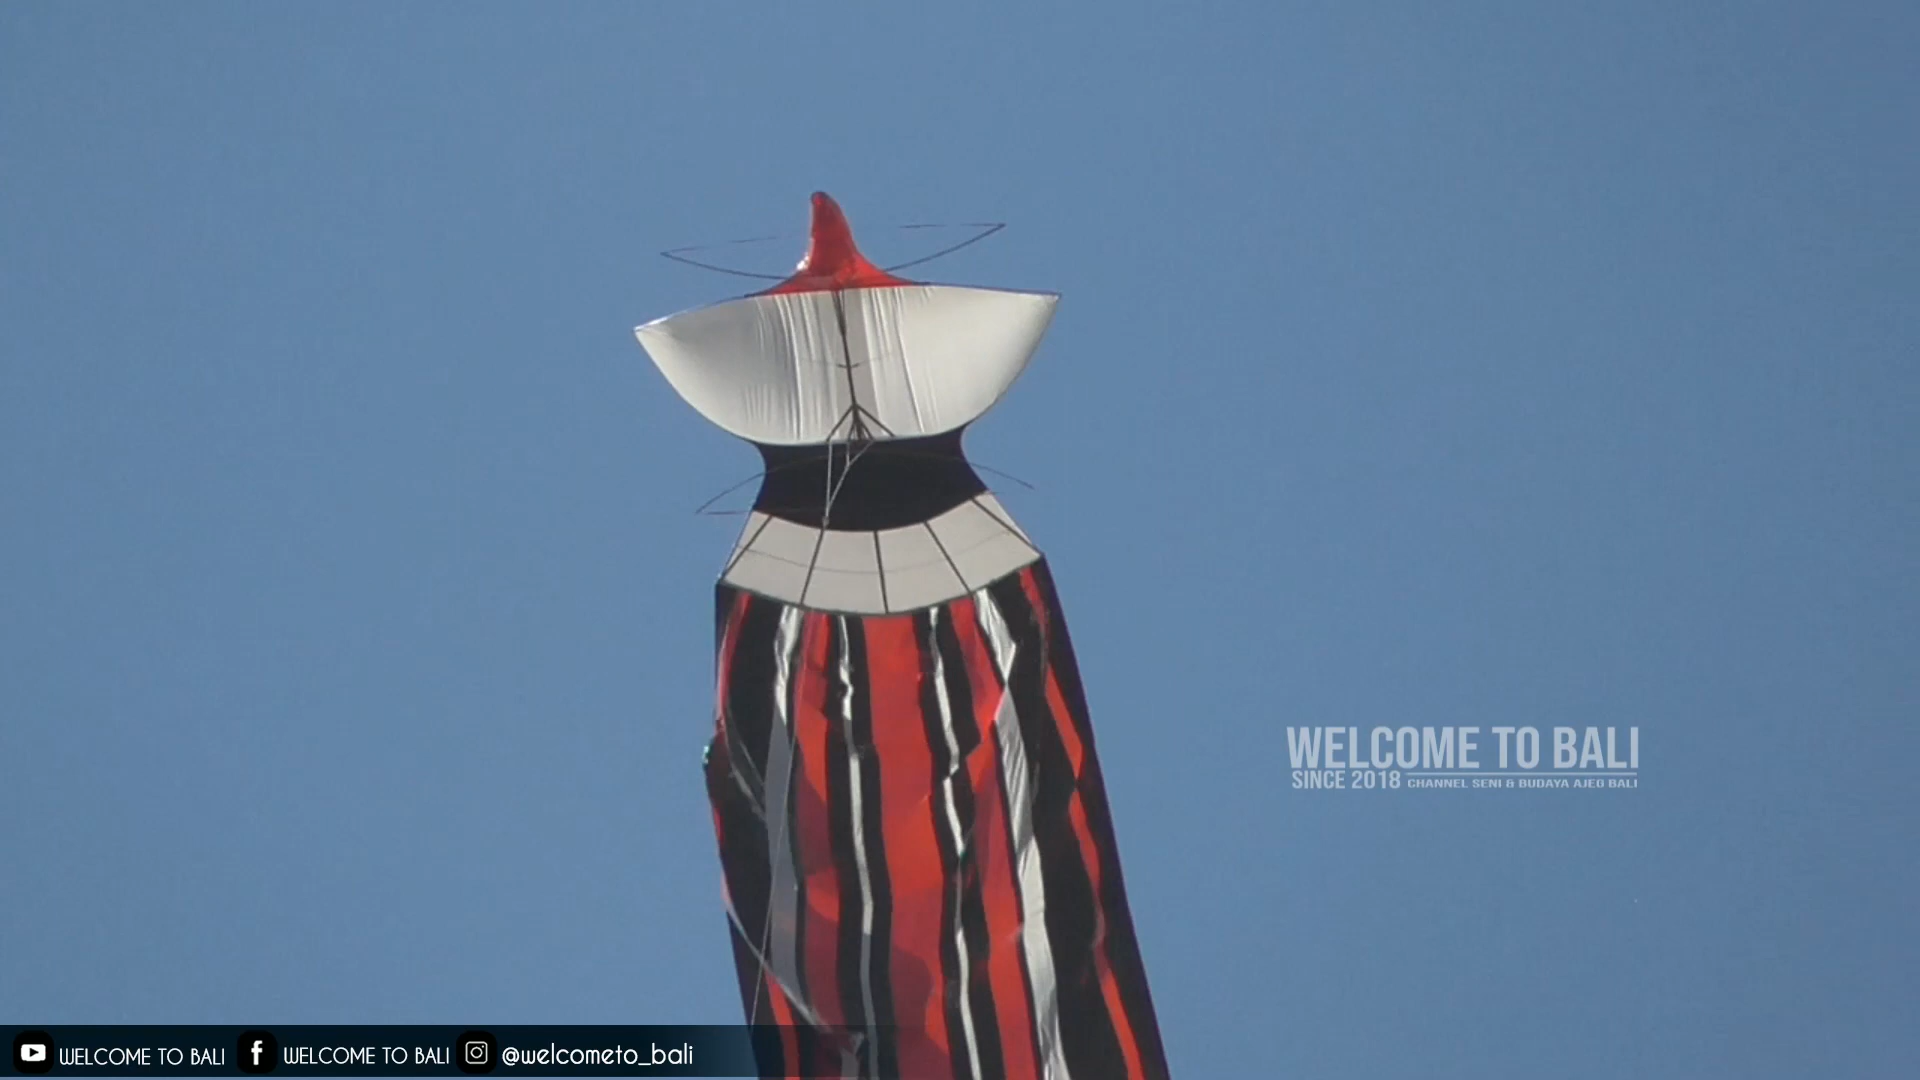 WELCOME TO BALI
SINCE 2018 CHANNEL SENI & BUDAYA AJEG BALI
WELCOME TO BALI WELCOME TO BALI @welcometo_bali